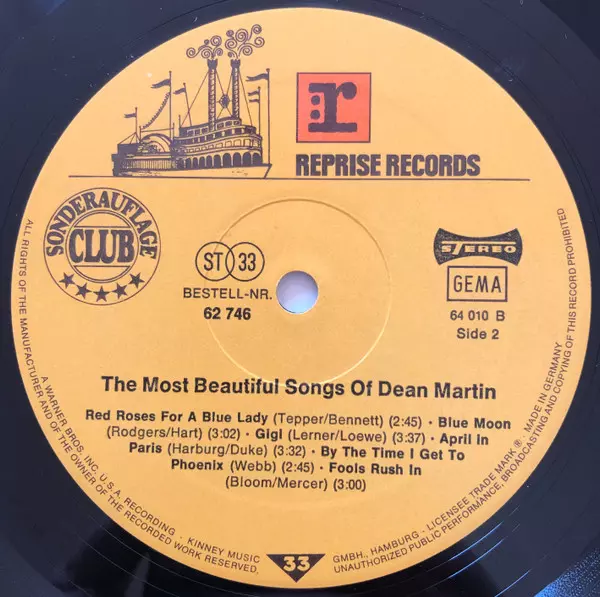 r:
REPRISE RECORDS
SONDERAUFLAGE
CLUB
ST 33
BESTELL-NR.
62 746
STEREO
GEMA
64 010 B
Side 2
The Most Beautiful Songs Of Dean Martin
Red Roses For A Blue Lady (Tepper/Bennett) (2:45) · Blue Moon
(Rodgers/Hart) (3:02) · Gigi (Lerner/Loewe) (3:37) · April in
Paris (Harburg/Duke) (3:32) · By The Time I Get To
Phoenix (Webb) (2:45) · Fools Rush In
(Bloom/Mercer) (3:00)
33
ALL RIGHTS OF THE MANUFACTURER AND OF THE OWNER OF THE RECORDED WORK RESERVED.
A WARNER BROS. INC. U.S.A. RECORDING · KINNEY MUSIC GMBH., HAMBURG · LICENSEE TRADE MARK ®. MADE IN GERMANY
UNAUTHORIZED PUBLIC PERFORMANCE, BROADCASTING AND COPYING OF THIS RECORD PROHIBITED